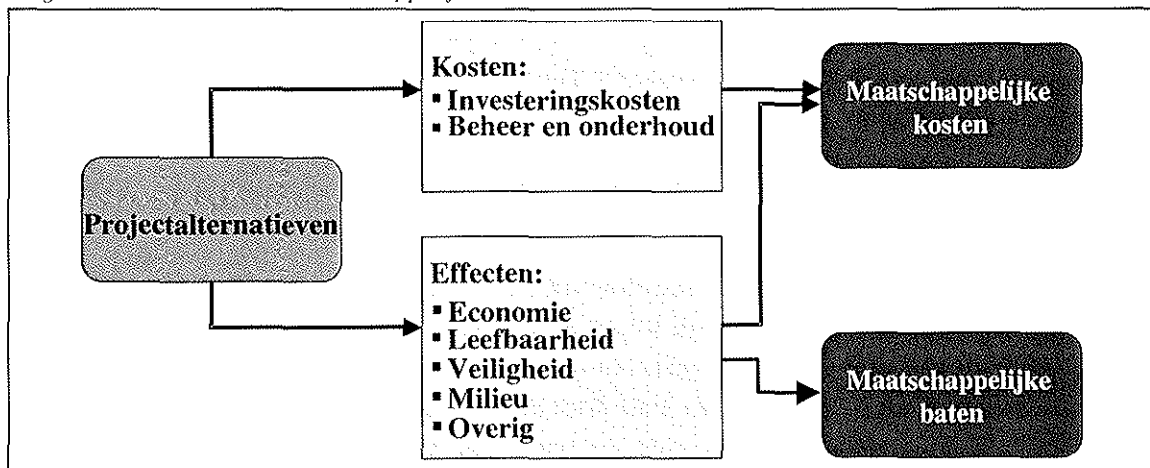 Projectalternatieven
Kosten:
▪ Investeringskosten
▪ Beheer en onderhoud
Effecten:
▪ Economie
▪ Leefbaarheid
▪ Veiligheid
▪ Milieu
▪ Overig
Maatschappelijke
kosten
Maatschappelijke
baten